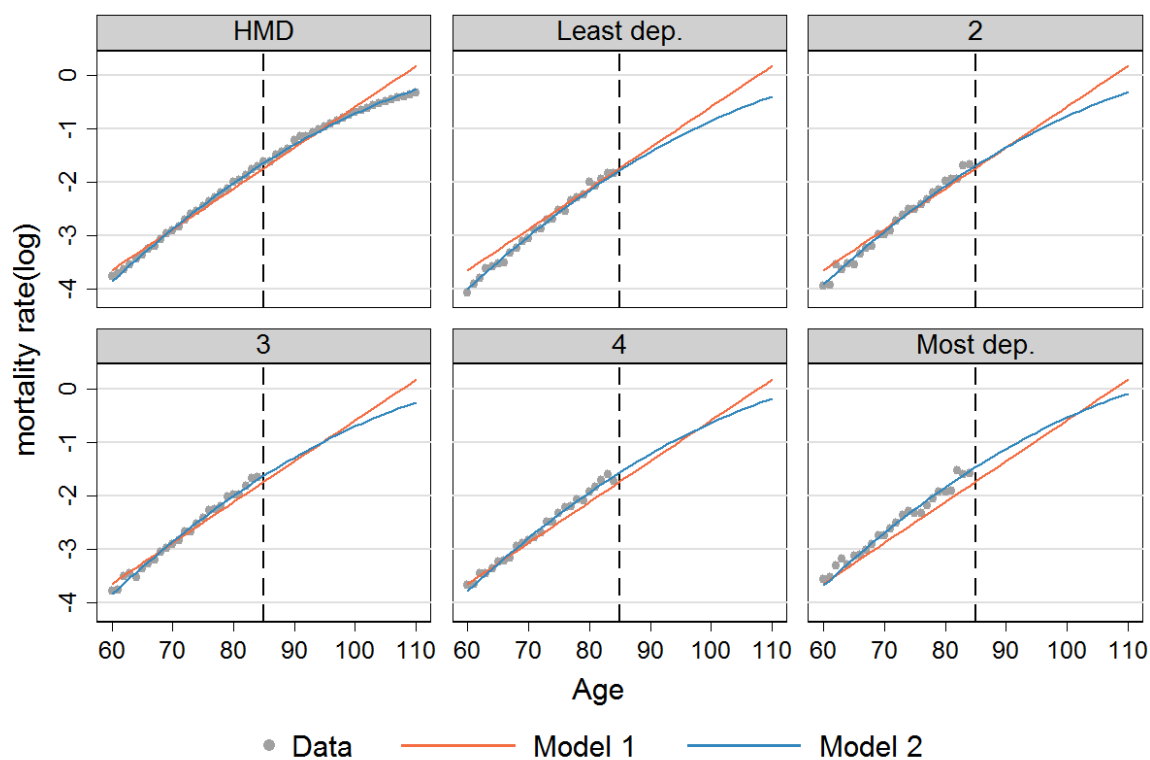 HMD Least dep. 2
0
-1
-2
-3
-4
3 4 Most dep.
0
-1
-2
-3
-4
mortality rate(log)
60 70 80 90 100 110 60 70 80 90 100 110 60 70 80 90 100 110
Age
Data Model 1 Model 2